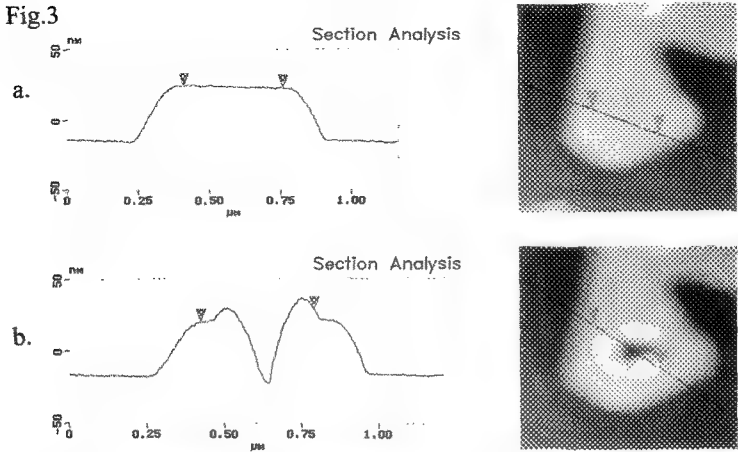 Fig.3
Section Analysis
a.
50
nm
0
-50
0 0.25 0.50 0.75 1.00
µm
Section Analysis
b.
50
nm
0
-50
0 0.25 0.50 0.75 1.00
µm